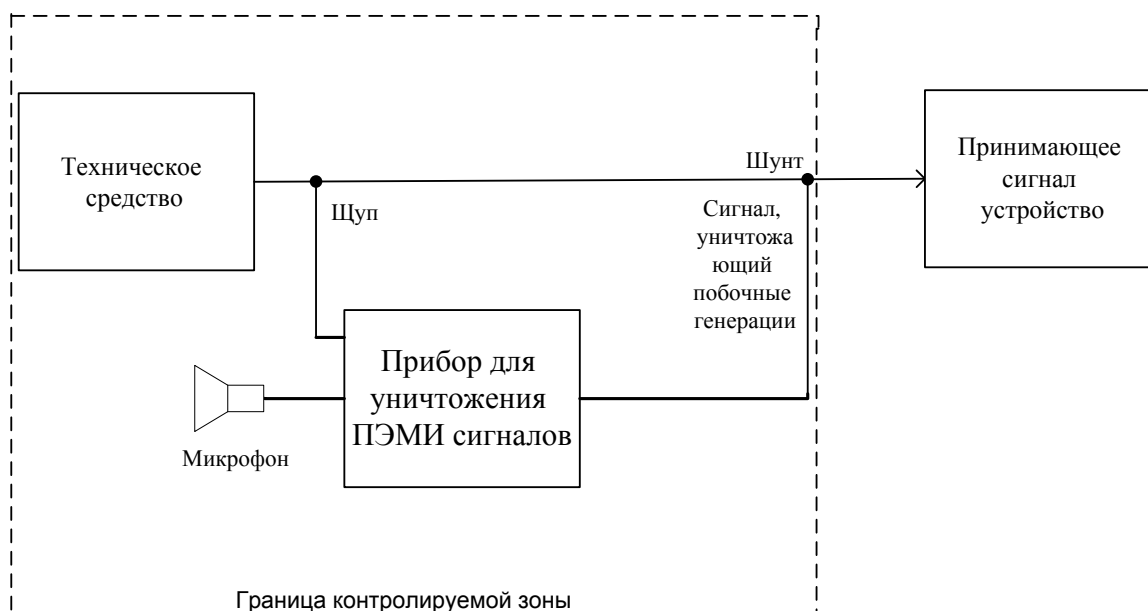 Техническое
средство
Щуп
Шунт
Сигнал,
уничтожа
ющий
побочные
генерации
Принимающее
сигнал
устройство
Прибор для
уничтожения
ПЭМИ сигналов
Микрофон
Граница контролируемой зоны